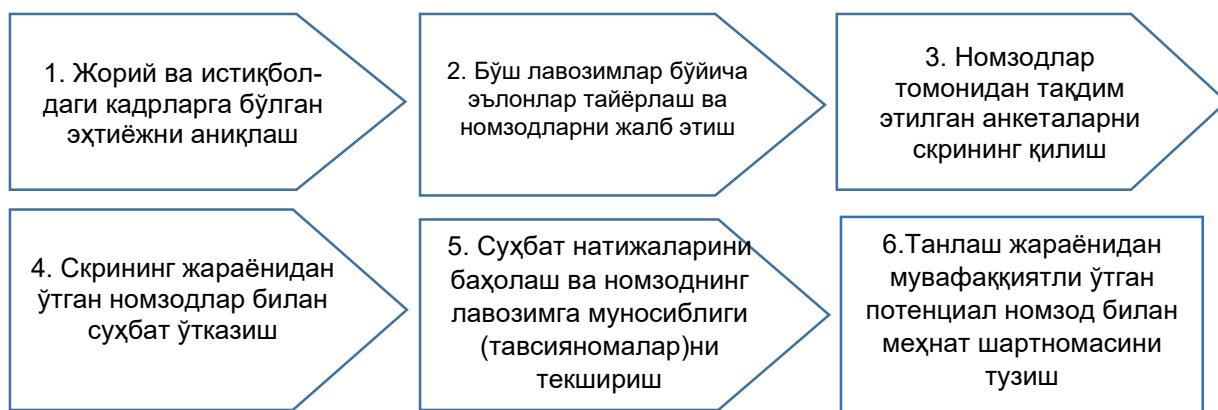 1. Жорий ва истиқбол-
даги кадрларга бўлган
эҳтиёжни аниқлаш
2. Бўш лавозимлар бўйича
эълонлар тайёрлаш ва
номзодларни жалб этиш
3. Номзодлар
томонидан тақдим
этилган анкеталарни
скрининг қилиш
4. Скрининг жараёнидан
ўтган номзодлар билан
суҳбат ўтказиш
5. Суҳбат натижаларини
баҳолаш ва номзоднинг
лавозимга муносиблиги
(тавсияномалар)ни
текшириш
6.Танлаш жараёнидан
мувафаққиятли ўтган
потенциал номзод билан
меҳнат шартномасини
тузиш